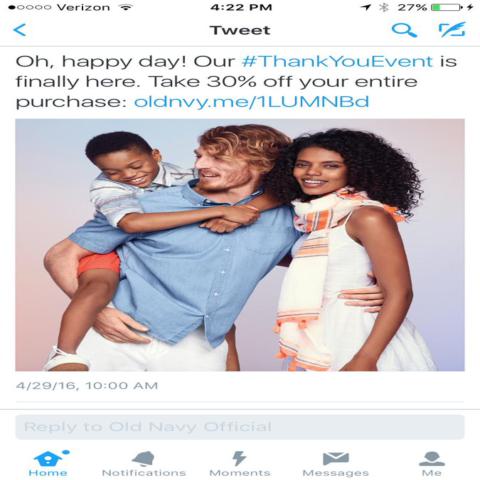 Verizon 4:22 PM 27%
Tweet
Oh, happy day! Our #ThankYouEvent is
finally here. Take 30% off your entire
purchase: oldnvy.me/1LUMNBd
4/29/16, 10:00 AM
Reply to Old Navy Official
Home Notifications Moments Messages Me